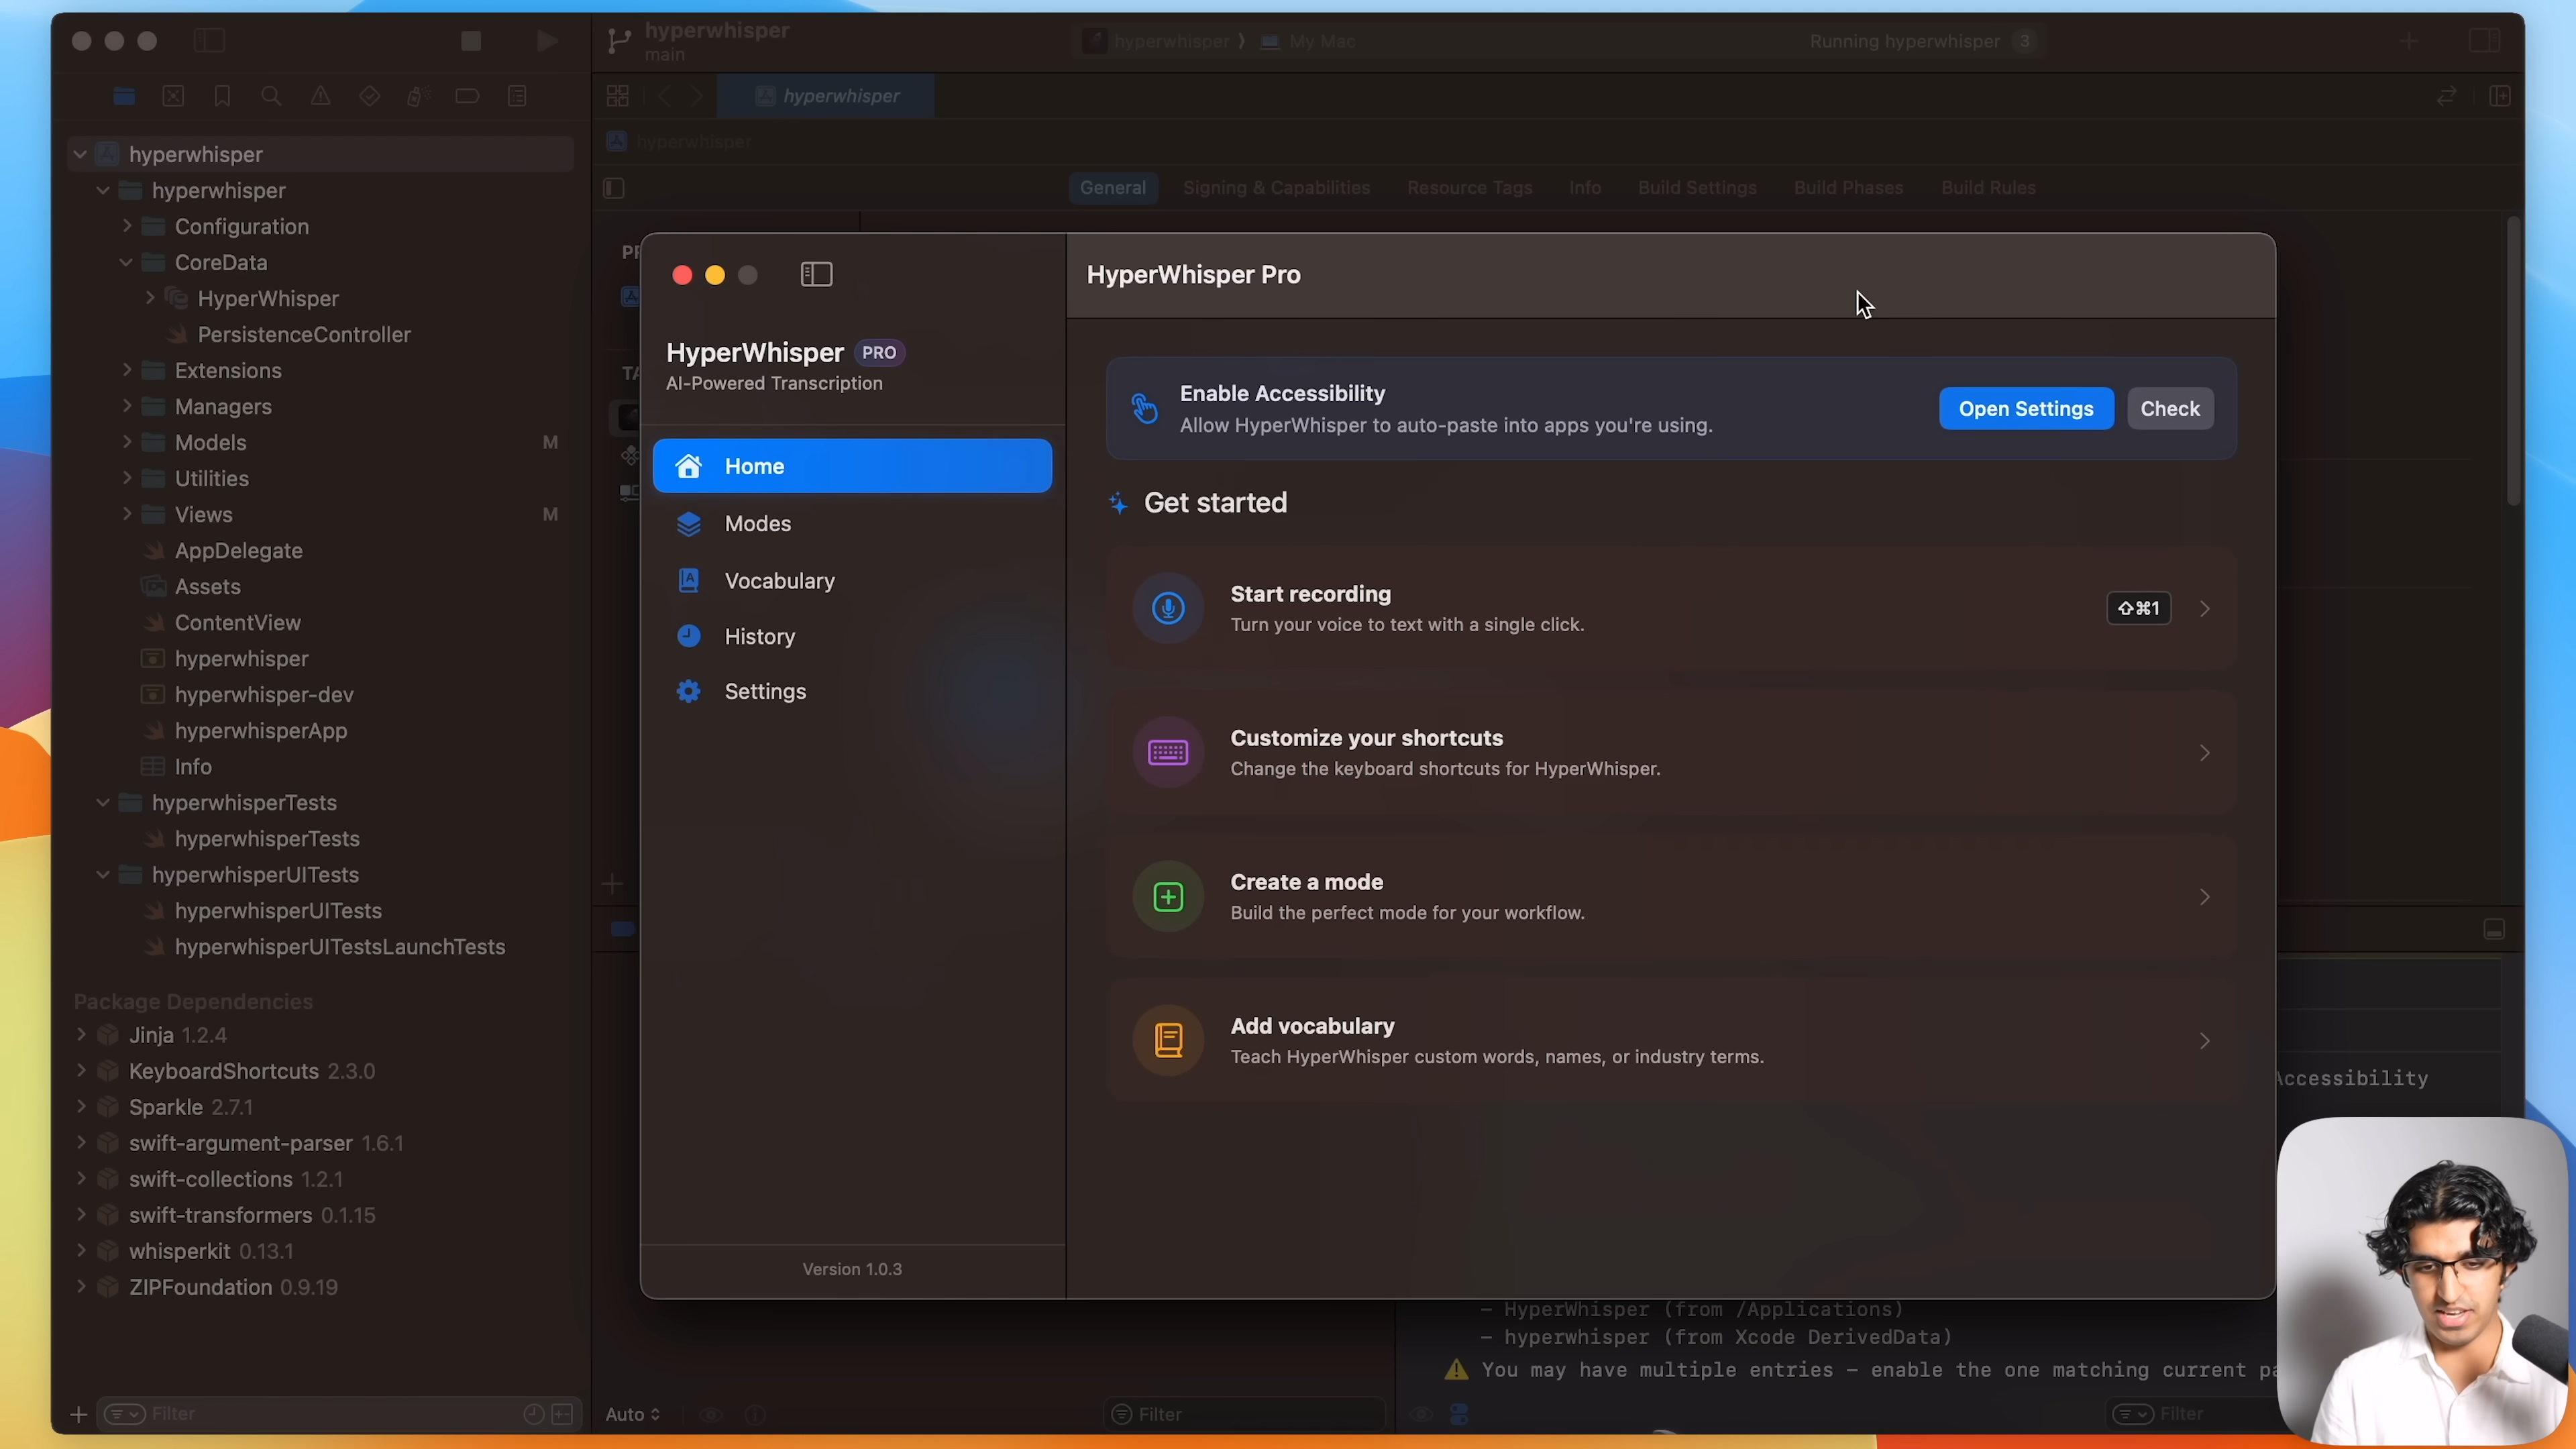 hyperwhisper
main
hyperwhisper
My Mac
Running hyperwhisper 3
hyperwhisper
hyperwhisper
General
Signing & Capabilities
Resource Tags
Info
Build Settings
Build Phases
Build Rules
hyperwhisper
hyperwhisper
Configuration
CoreData
HyperWhisper
PersistenceController
Extensions
Managers
Models M
Utilities
Views M
AppDelegate
Assets
ContentView
hyperwhisper
hyperwhisper-dev
hyperwhisperApp
Info
hyperwhisperTests
hyperwhisperTests
hyperwhisperUITests
hyperwhisperUITests
hyperwhisperUITestsLaunchTests
Package Dependencies
Jinja 1.2.4
KeyboardShortcuts 2.3.0
Sparkle 2.7.1
swift-argument-parser 1.6.1
swift-collections 1.2.1
swift-transformers 0.1.15
whisperkit 0.13.1
ZIPFoundation 0.9.19
Filter
HyperWhisper PRO
AI-Powered Transcription
Home
Modes
Vocabulary
History
Settings
Version 1.0.3
HyperWhisper Pro
Enable Accessibility
Allow HyperWhisper to auto-paste into apps you're using.
Open Settings
Check
Get started
Start recording
Turn your voice to text with a single click.
⇧⌘1
Customize your shortcuts
Change the keyboard shortcuts for HyperWhisper.
Create a mode
Build the perfect mode for your workflow.
Add vocabulary
Teach HyperWhisper custom words, names, or industry terms.
Accessibility
– HyperWhisper (from /Applications)
– hyperwhisper (from Xcode DerivedData)
You may have multiple entries – enable the one matching current
Auto
Filter
Filter